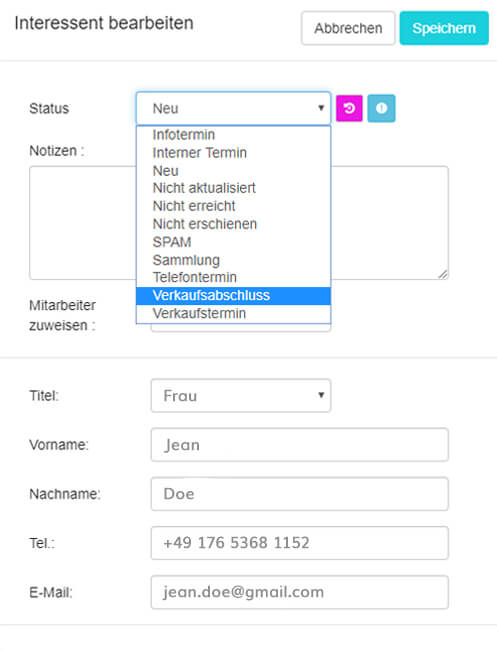 Interessent bearbeiten
Abbrechen
Speichern
Status
Neu
Infotermin
Interner Termin
Neu
Nicht aktualisiert
Nicht erreicht
Nicht erschienen
SPAM
Sammlung
Telefontermin
Verkaufsabschluss
Verkaufstermin
Notizen :
Mitarbeiter
zuweisen :
Titel:
Frau
Vorname:
Jean
Nachname:
Doe
Tel.:
+49 176 5368 1152
E-Mail:
jean.doe@gmail.com